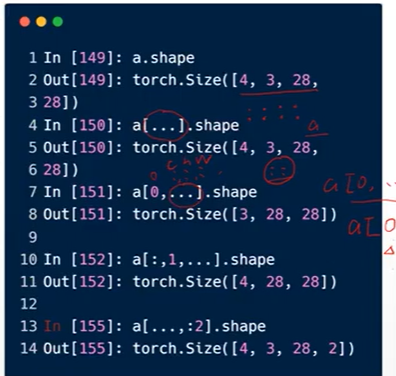 1 In [149]: a.shape
2 Out[149]: torch.Size([4, 3, 28,
3 28])
4 In [150]: a[...].shape
5 Out[150]: torch.Size([4, 3, 28,
6 28])
7 In [151]: a[0,...].shape
8 Out[151]: torch.Size([3, 28, 28])
9
10 In [152]: a[:,1,...].shape
11 Out[152]: torch.Size([4, 28, 28])
12
13 In [155]: a[...,:2].shape
14 Out[155]: torch.Size([4, 3, 28, 2])
: : : :
a
0 c h w
a[0, ..
a[0